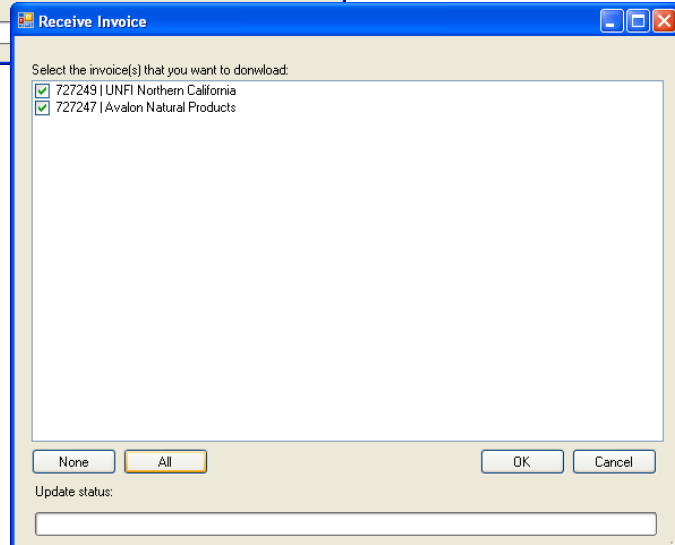 Receive Invoice
Select the invoice(s) that you want to donwload:
727249 | UNFI Northern California
727247 | Avalon Natural Products
None All OK Cancel
Update status: